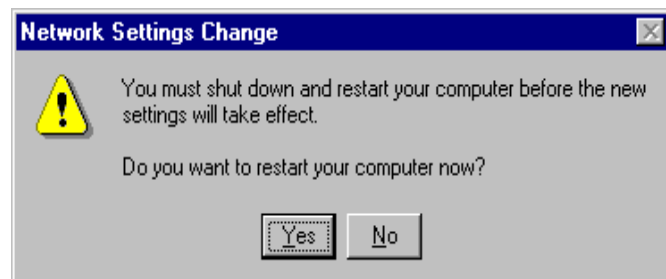 Network Settings Change
You must shut down and restart your computer before the new
settings will take effect.
Do you want to restart your computer now?
Yes No